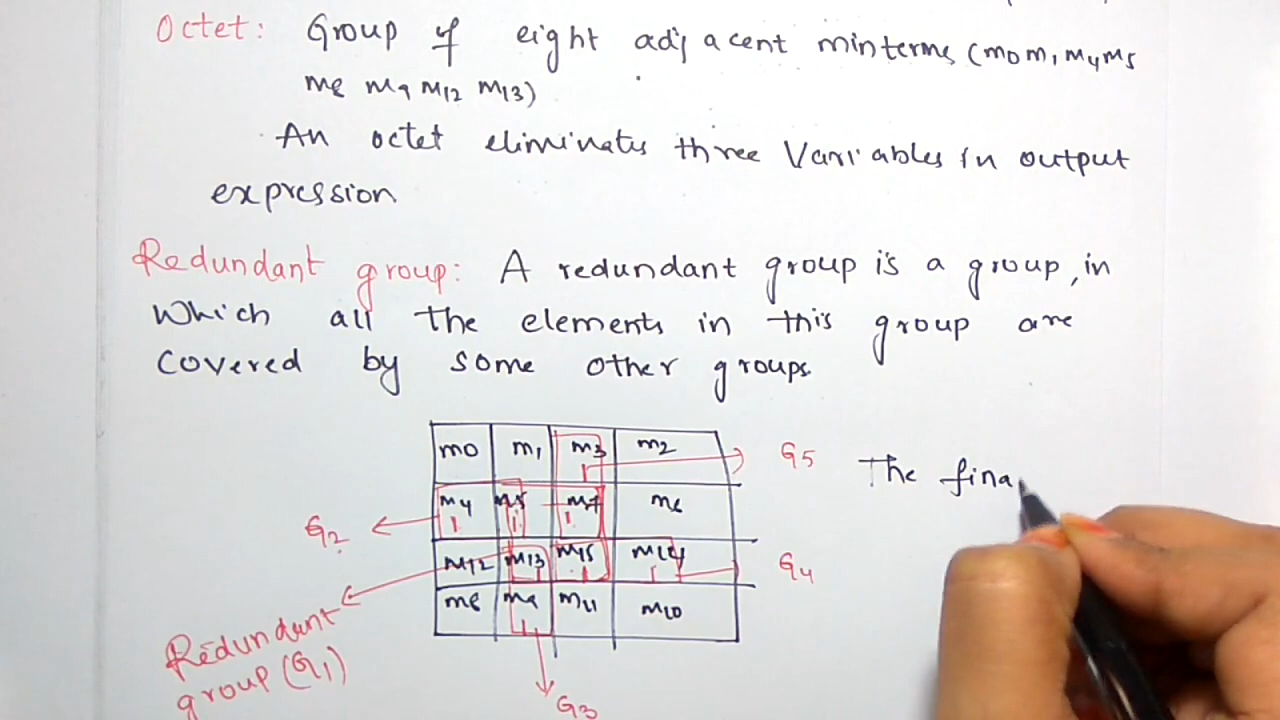 Octet: Group of eight adjacent minterms (m0 m1 m4 m5
m8 m9 m12 m13)
An octet eliminates three Variables in output
expression
Redundant group: A redundant group is a group, in
which all the elements in this group are
covered by some other groups.
m0 m1 m3 m2 G5 The fina
m4 m5 m7 m6
G2
m12 m13 m15 m14 G4
m8 m9 m11 m10
Redundant
group (G1)
G3